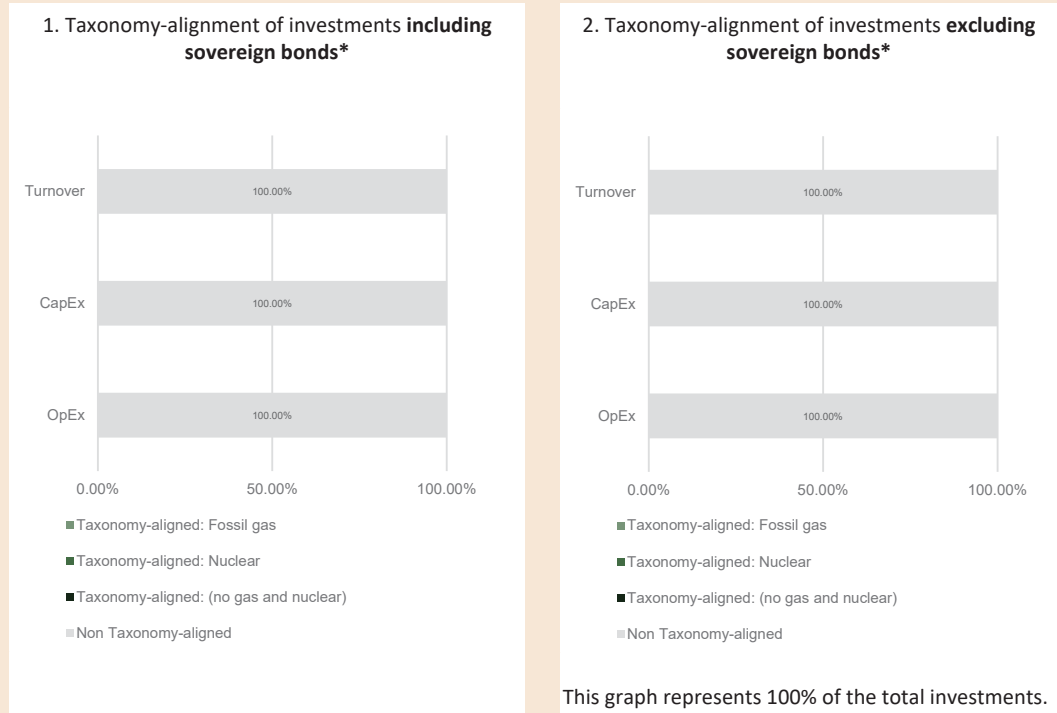 1. Taxonomy-alignment of investments including
sovereign bonds*
Turnover
100.00%
CapEx
100.00%
OpEx
100.00%
0.00% 50.00% 100.00%
Taxonomy-aligned: Fossil gas
Taxonomy-aligned: Nuclear
Taxonomy-aligned: (no gas and nuclear)
Non Taxonomy-aligned
2. Taxonomy-alignment of investments excluding
sovereign bonds*
Turnover
100.00%
CapEx
100.00%
OpEx
100.00%
0.00% 50.00% 100.00%
Taxonomy-aligned: Fossil gas
Taxonomy-aligned: Nuclear
Taxonomy-aligned: (no gas and nuclear)
Non Taxonomy-aligned
This graph represents 100% of the total investments.